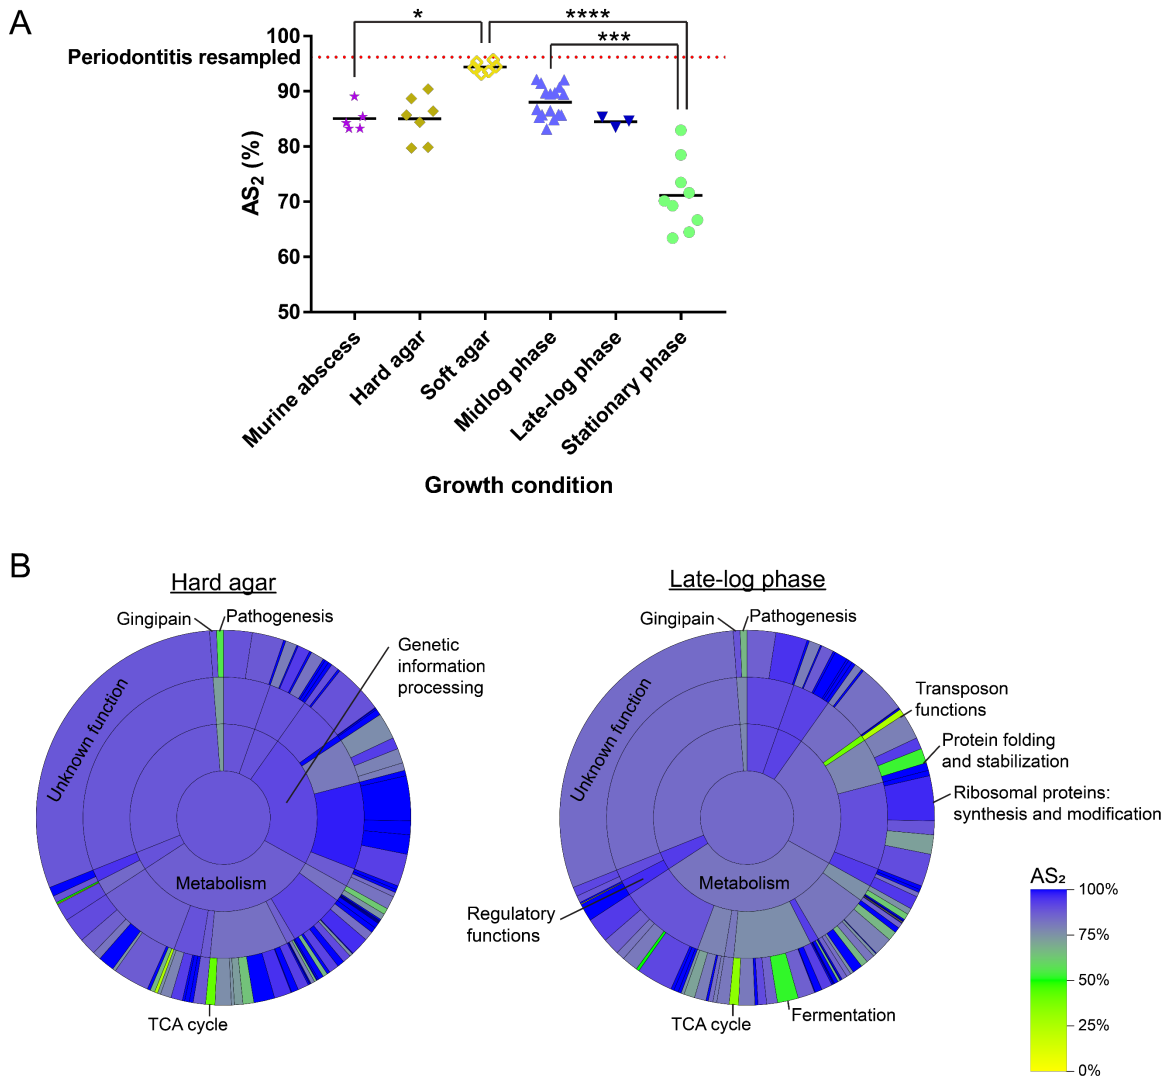 A
*
****
***
Periodontitis resampled
100
90
80
70
60
50
AS₂ (%)
Murine abscess
Hard agar
Soft agar
Midlog phase
Late-log phase
Stationary phase
Growth condition
B
Hard agar
Gingipain
Pathogenesis
Genetic
information
processing
Unknown function
Metabolism
TCA cycle
Late-log phase
Gingipain
Pathogenesis
Transposon
functions
Protein folding
and stabilization
Ribosomal proteins:
synthesis and modification
Unknown function
Metabolism
Regulatory
functions
TCA cycle
Fermentation
AS₂
100%
75%
50%
25%
0%